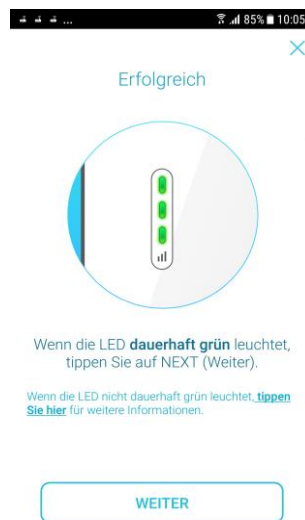 ... 85% 10:05
Erfolgreich
Wenn die LED dauerhaft grün leuchtet,
tippen Sie auf NEXT (Weiter).
Wenn die LED nicht dauerhaft grün leuchtet, tippen
Sie hier für weitere Informationen.
WEITER